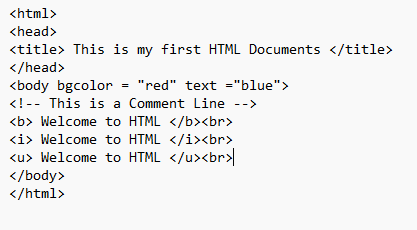 <html>
<head>
<title> This is my first HTML Documents </title>
</head>
<body bgcolor = "red" text ="blue">
<!-- This is a Comment Line -->
<b> Welcome to HTML </b><br>
<i> Welcome to HTML </i><br>
<u> Welcome to HTML </u><br>
</body>
</html>